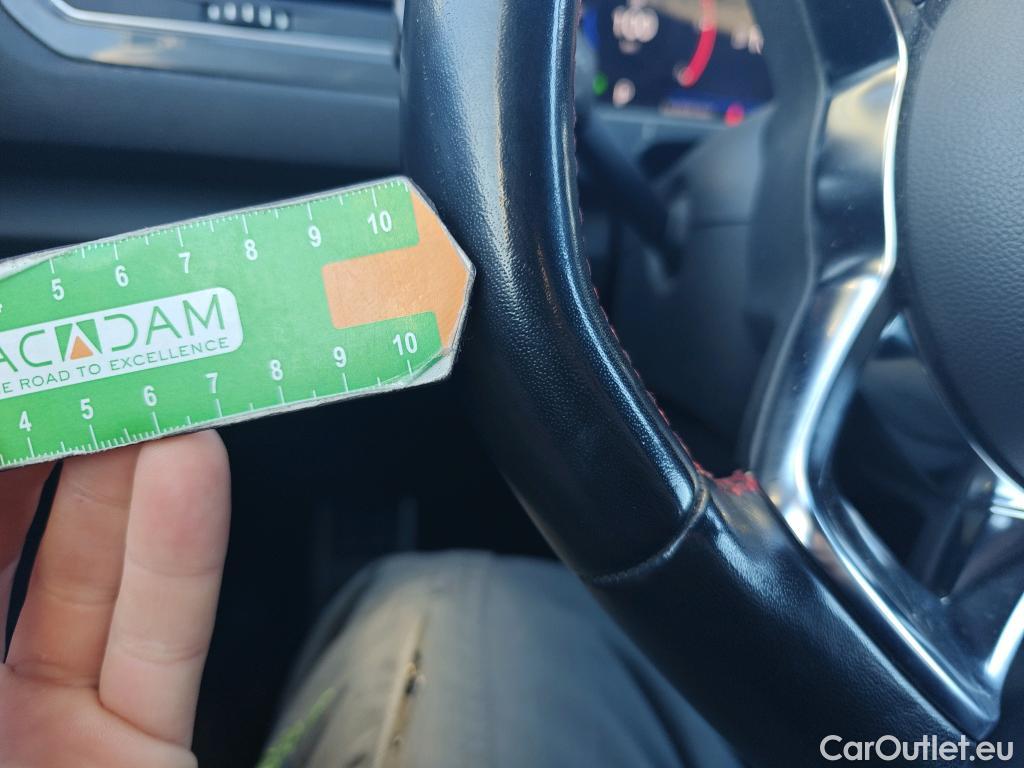 100
P
5 6 7 8 9 10
ACADAM
E ROAD TO EXCELLENCE
4 5 6 7 8 9 10
CarOutlet.eu